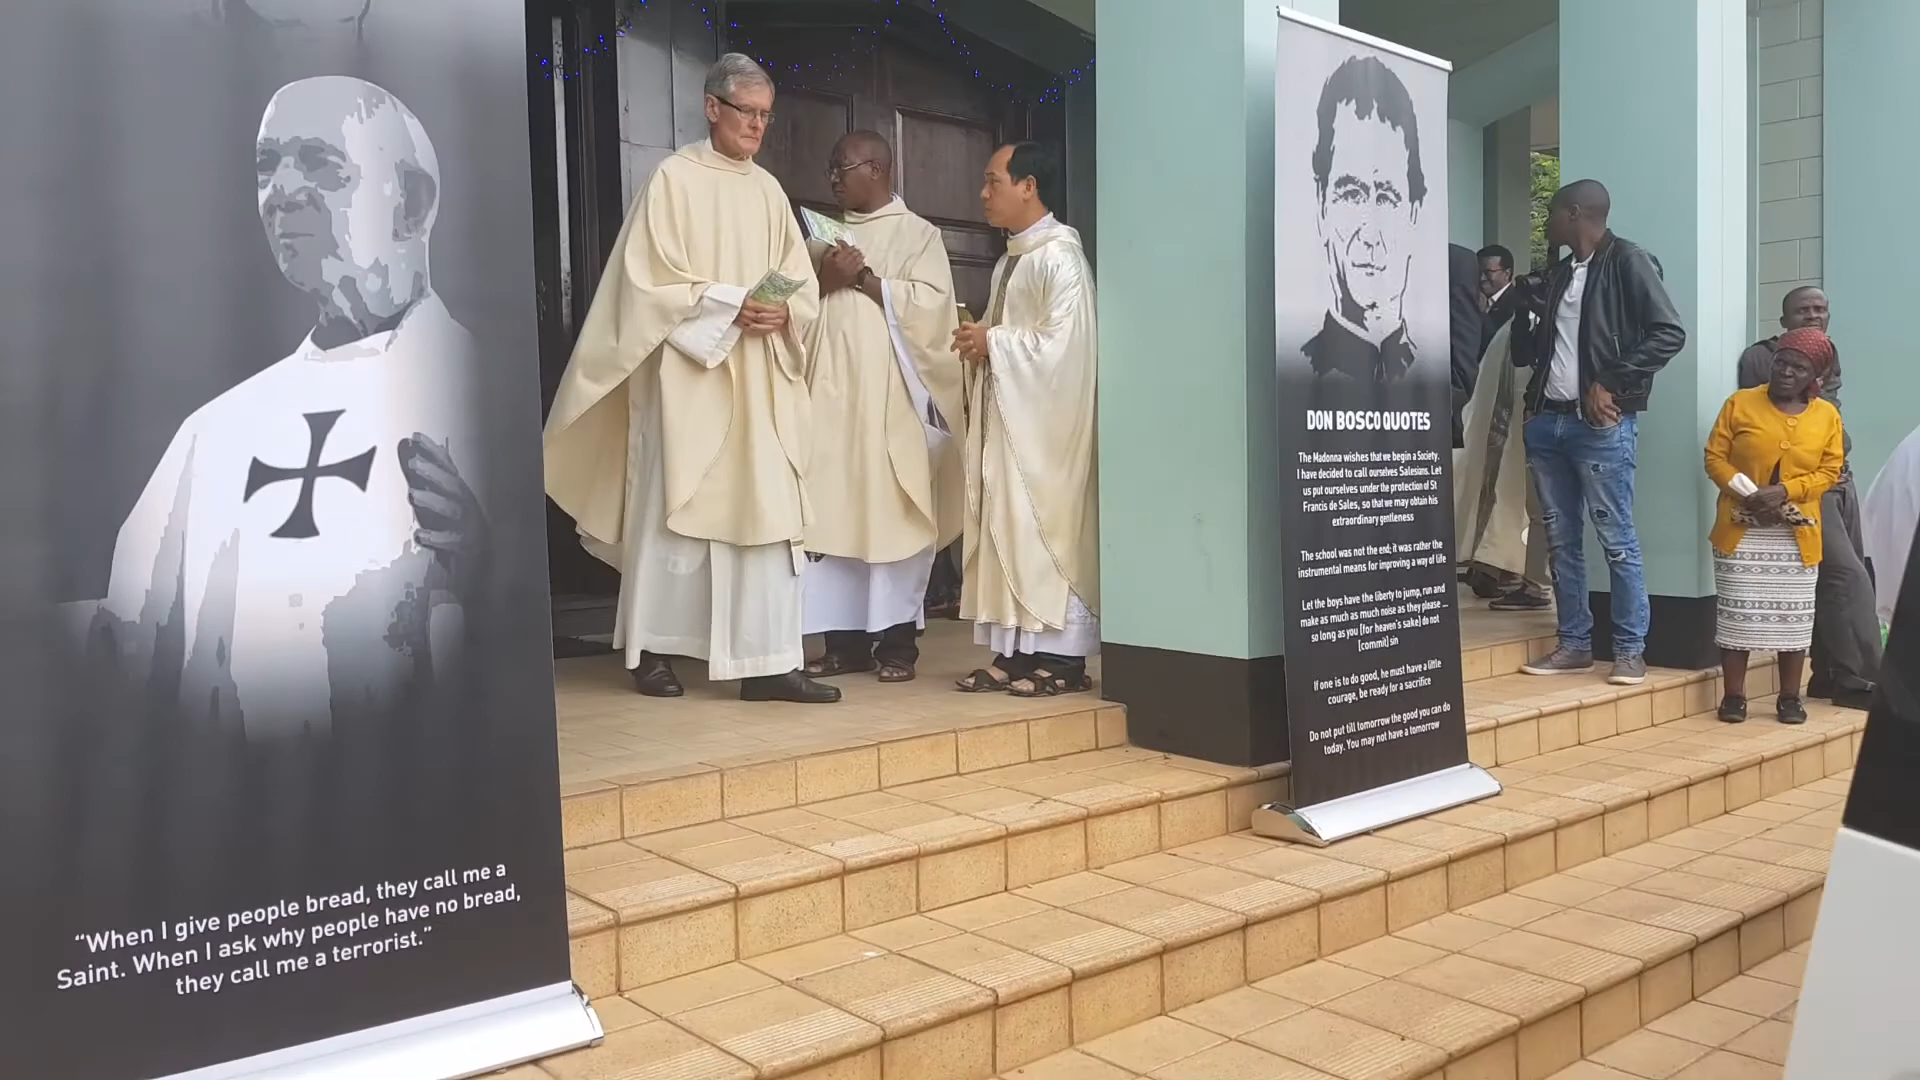 “When I give people bread, they call me a
Saint. When I ask why people have no bread,
they call me a terrorist.”
DON BOSCO QUOTES
The Madonna wishes that we begin a Society.
I have decided to call ourselves Salesians. Let
us put ourselves under the protection of St
Francis de Sales, so that we may obtain his
extraordinary gentleness
The school was not the end; it was rather the
instrumental means for improving a way of life
Let the boys have the liberty to jump, run and
make as much as much noise as they please ...
so long as you [for heaven's sake] do not
[commit] sin
If one is to do good, he must have a little
courage, be ready for a sacrifice
Do not put till tomorrow the good you can do
today. You may not have a tomorrow